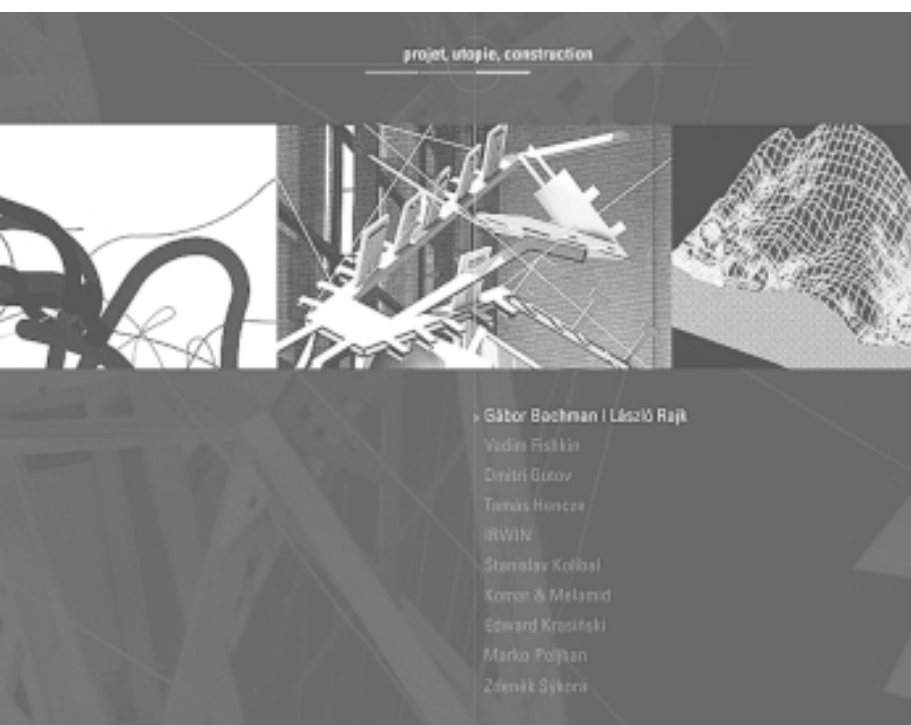 projet, utopie, construction
Gábor Bachman | László Rajk
Vadim Fishkin
Dmitri Gutov
Tamás Hencze
IRWIN
Stanislav Kolíbal
Komar & Melamid
Edward Krasiński
Marko Peljhan
Zdeněk Sýkora